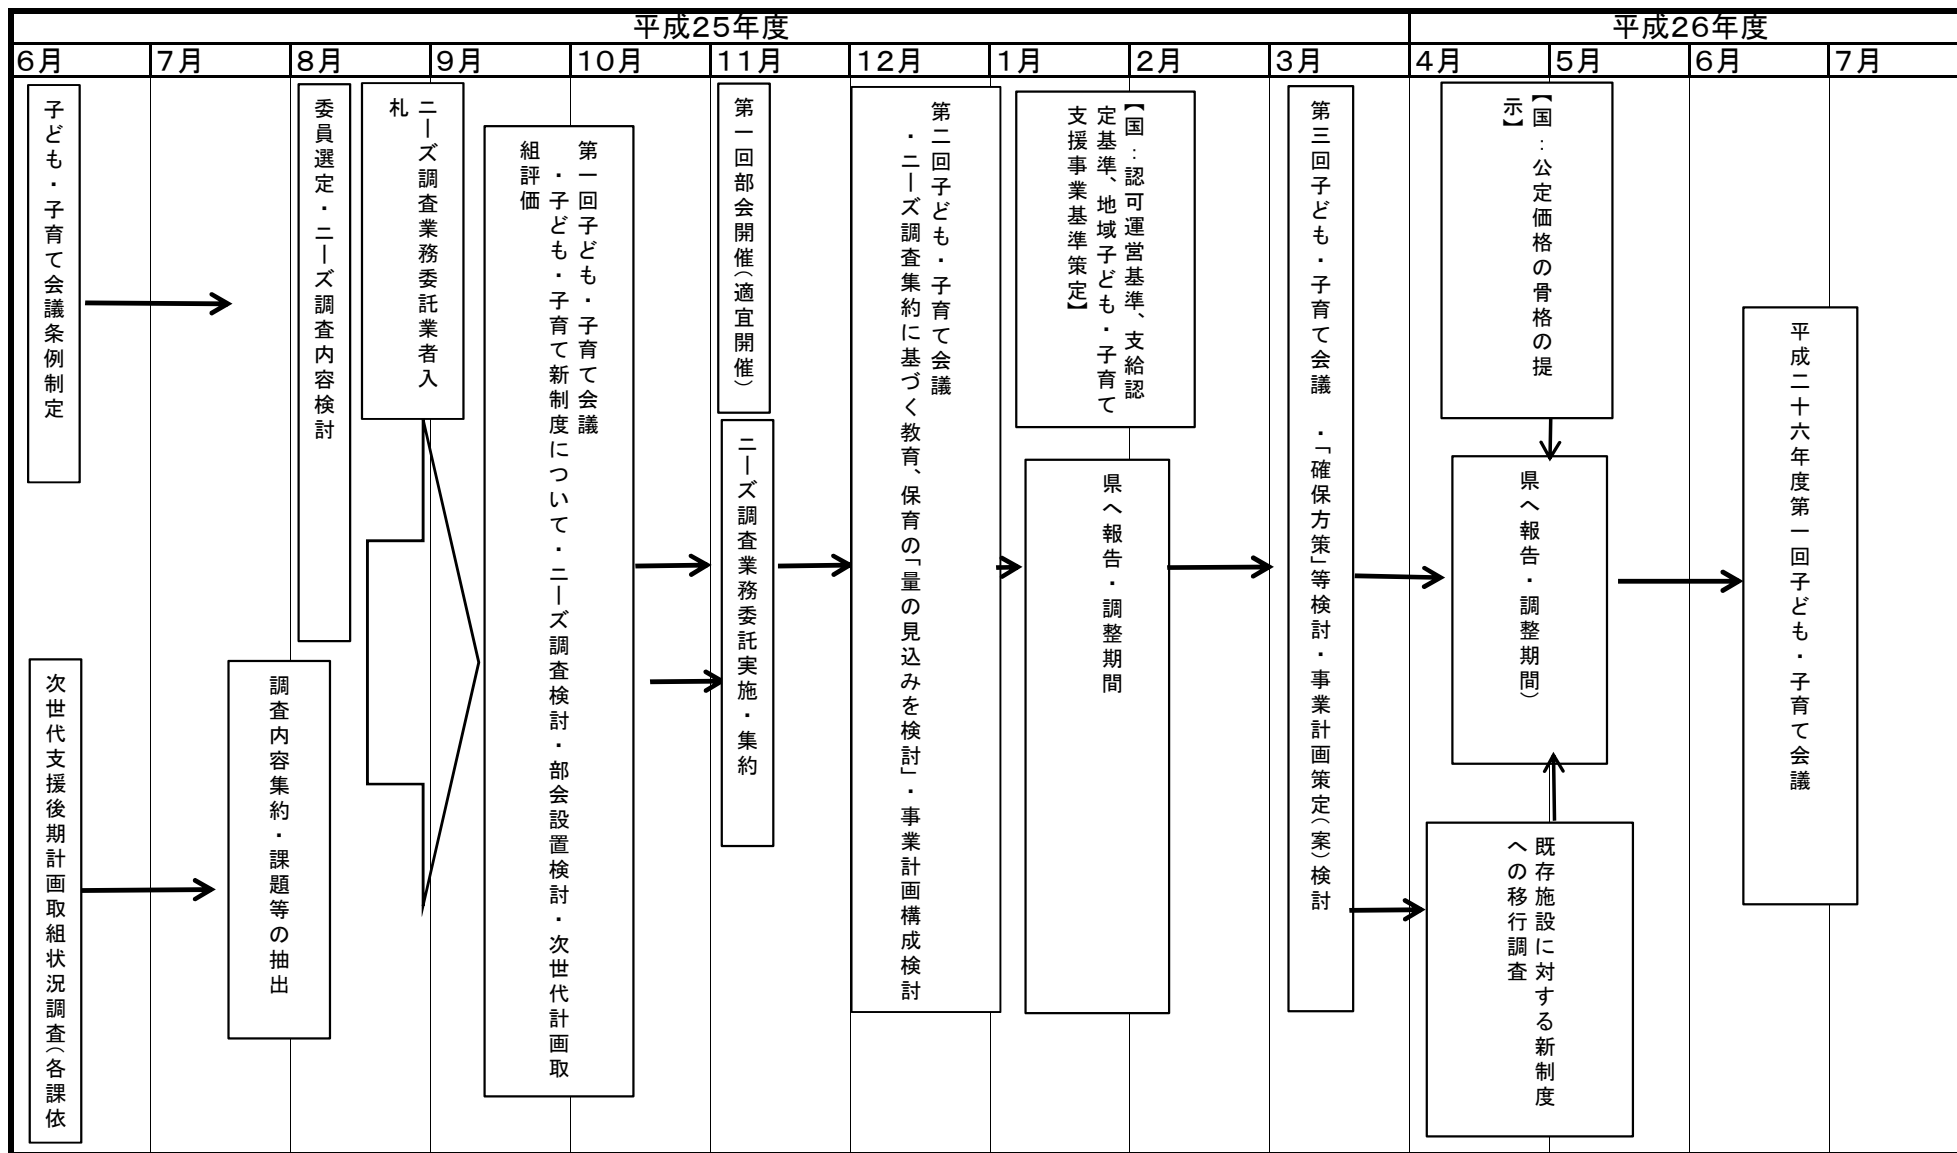 平成25年度
平成26年度
6月
7月
8月
9月
10月
11月
12月
1月
2月
3月
4月
5月
6月
7月
子ども・子育て会議条例制定
次世代支援後期計画取組状況調査（各課依
調査内容集約・課題等の抽出
委員選定・ニーズ調査内容検討
ニーズ調査業務委託業者入
札
第一回子ども・子育て会議
・子ども・子育て新制度について・ニーズ調査検討・部会設置検討・次世代計画取
組評価
第一回部会開催（適宜開催）
ニーズ調査業務委託実施・集約
第二回子ども・子育て会議
・ニーズ調査集約に基づく教育、保育の「量の見込みを検討」・事業計画構成検討
【国：認可運営基準、支給認
定基準、地域子ども・子育て
支援事業基準策定】
県へ報告・調整期間
第三回子ども・子育て会議　・「確保方策」等検討・事業計画策定（案）検討
【国：公定価格の骨格の提
示】
県へ報告・調整期間）
既存施設に対する新制度
への移行調査
平成二十六年度第一回子ども・子育て会議